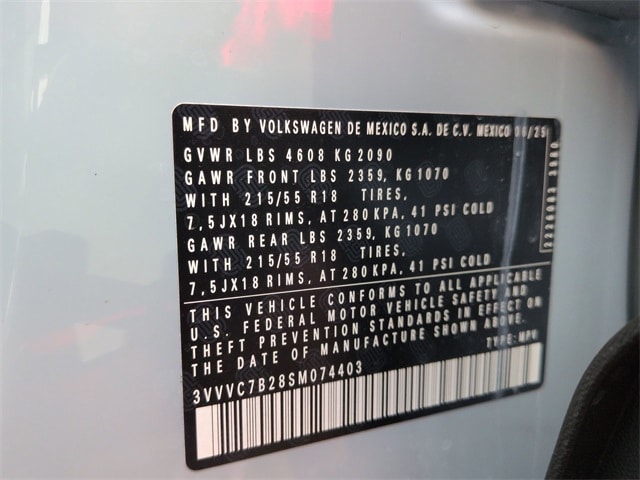 MFD BY VOLKSWAGEN DE MEXICO S.A. DE C.V. MEXICO 06/25
GVWR LBS 4608 KG 2090
GAWR FRONT LBS 2359, KG 1070
WITH 215/55 R18 TIRES,
7,5JX18 RIMS, AT 280 KPA, 41 PSI COLD
GAWR REAR LBS 2359, KG 1070
WITH 215/55 R18 TIRES,
7,5JX18 RIMS, AT 280 KPA, 41 PSI COLD
THIS VEHICLE CONFORMS TO ALL APPLICABLE
U.S. FEDERAL MOTOR VEHICLE SAFETY AND
THEFT PREVENTION STANDARDS IN EFFECT ON
THE DATE OF MANUFACTURE SHOWN ABOVE.
TYPE: MPV
3VVVC7B28SM074403